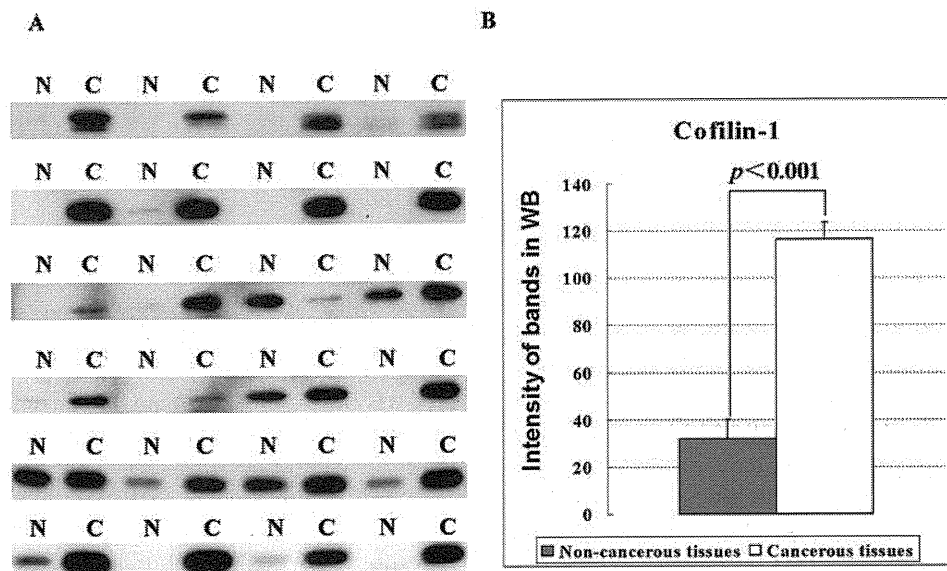 A
N C N C N C N C
N C N C N C N C
N C N C N C N C
N C N C N C N C
N C N C N C N C
N C N C N C N C
B
Cofilin-1
p<0.001
Intensity of bands in WB
140
120
100
80
60
40
20
0
Non-cancerous tissues Cancerous tissues